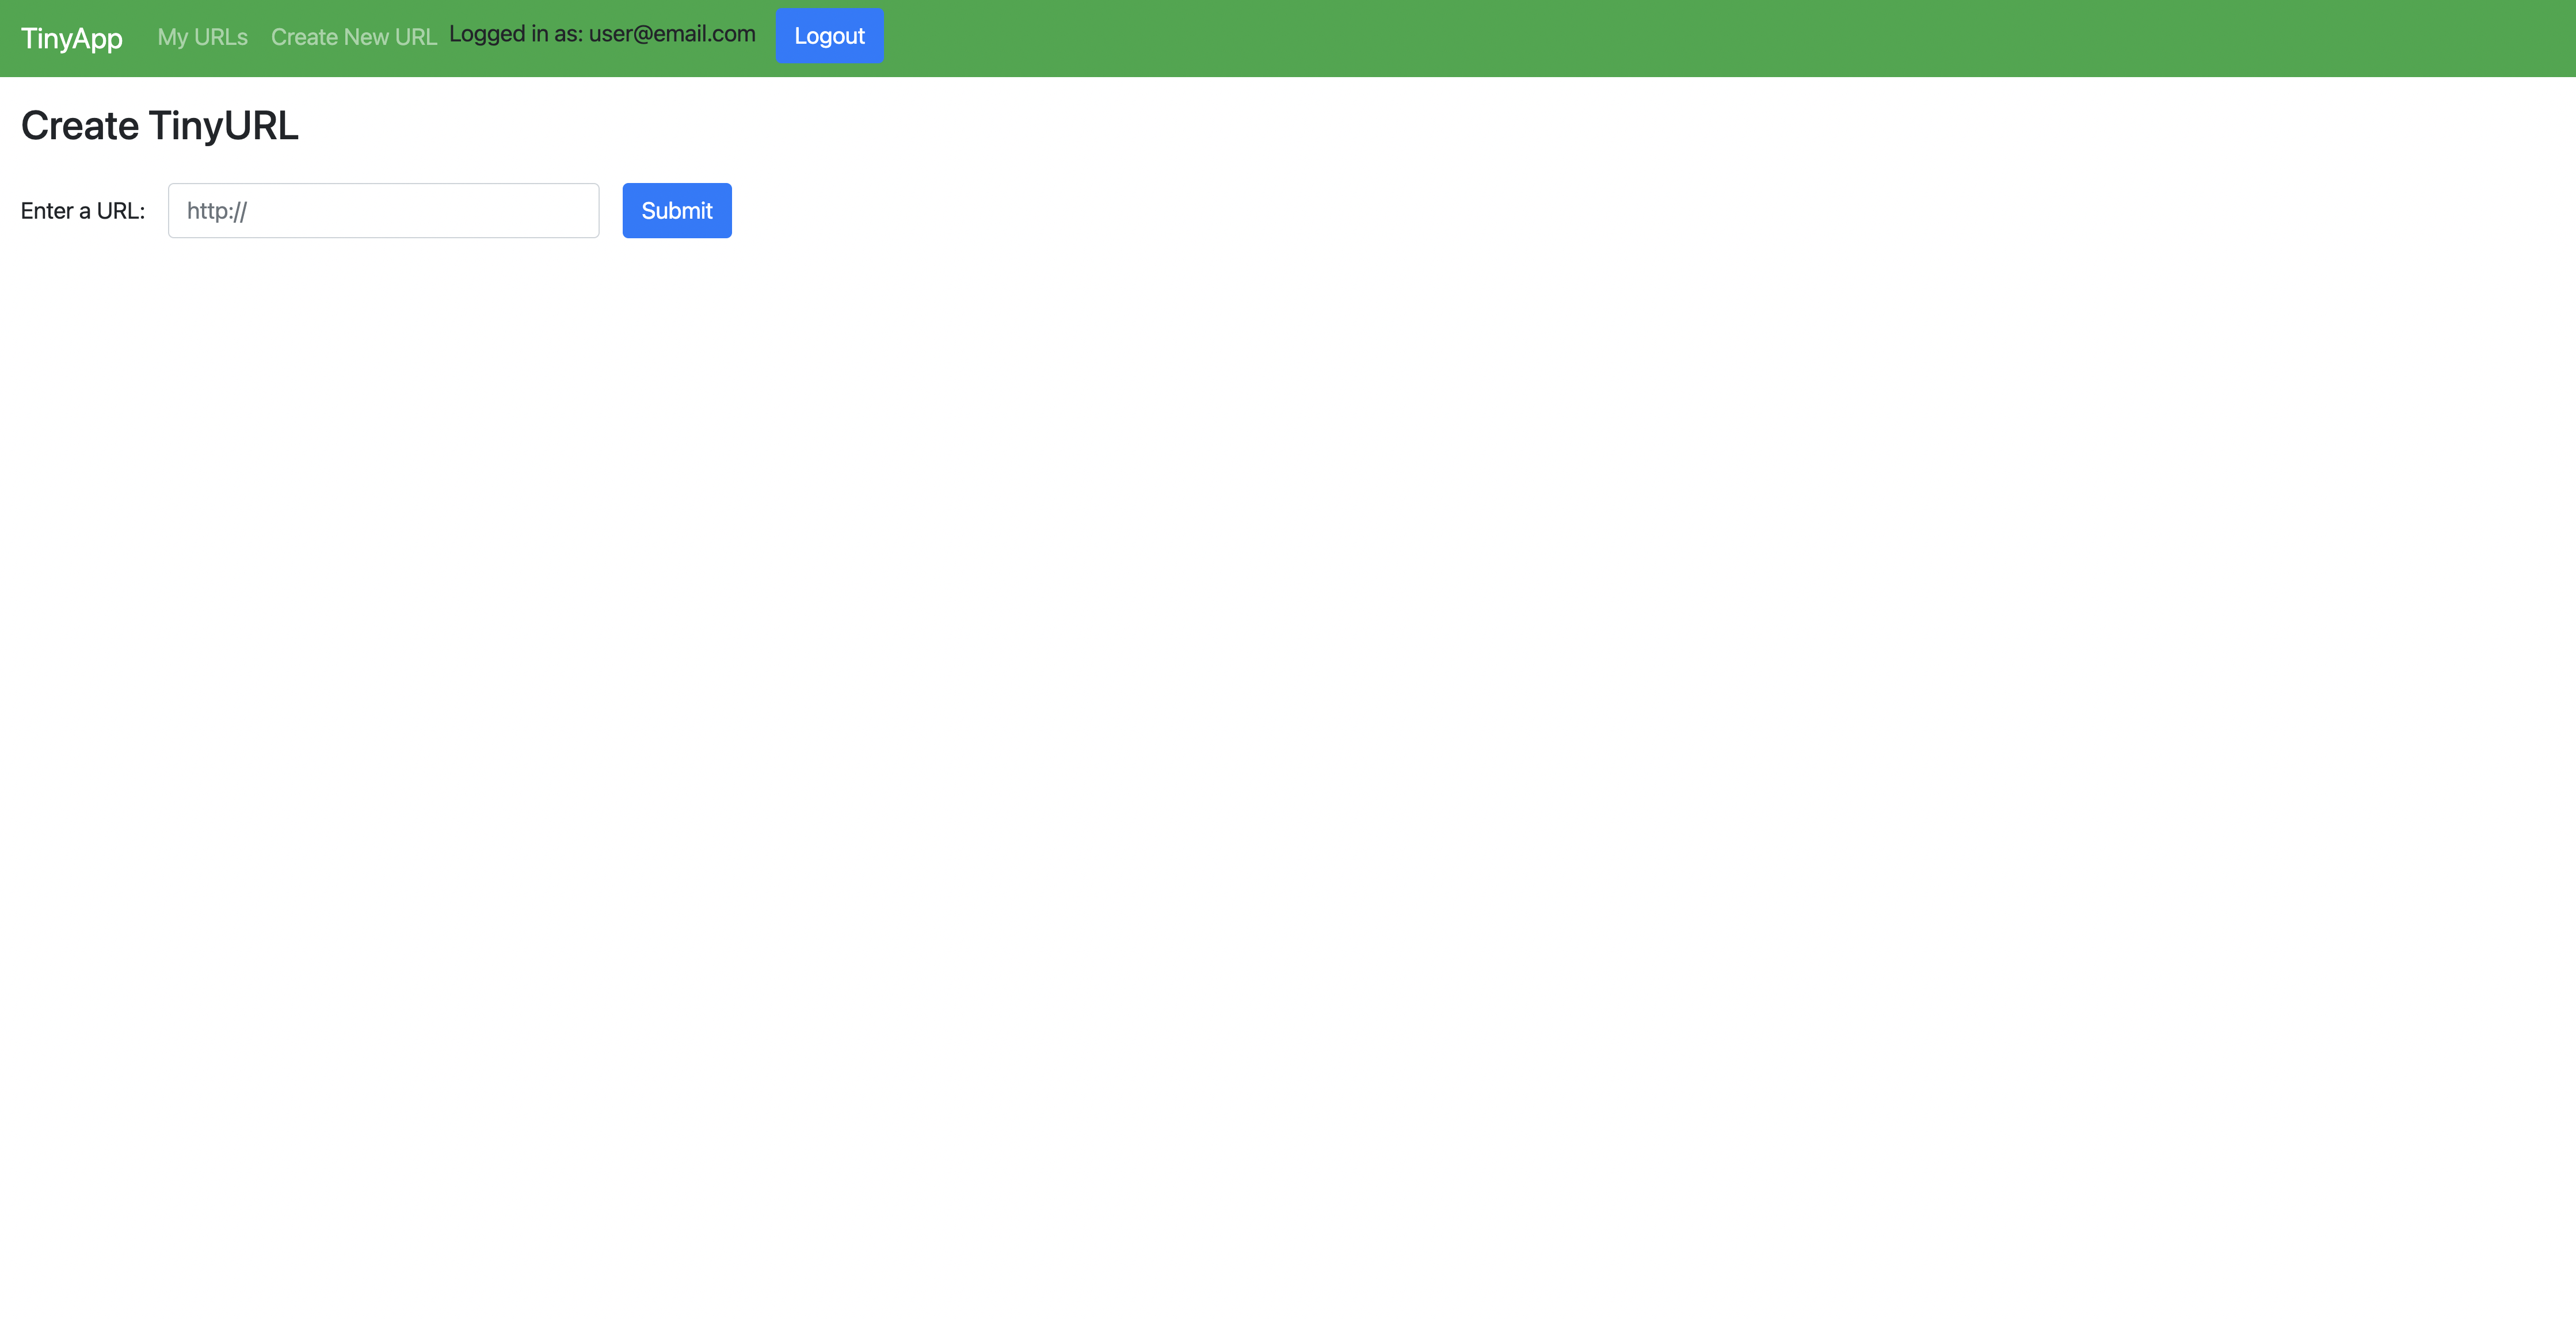 TinyApp My URLs Create New URL Logged in as: user@email.com Logout
Create TinyURL
Enter a URL: http:// Submit